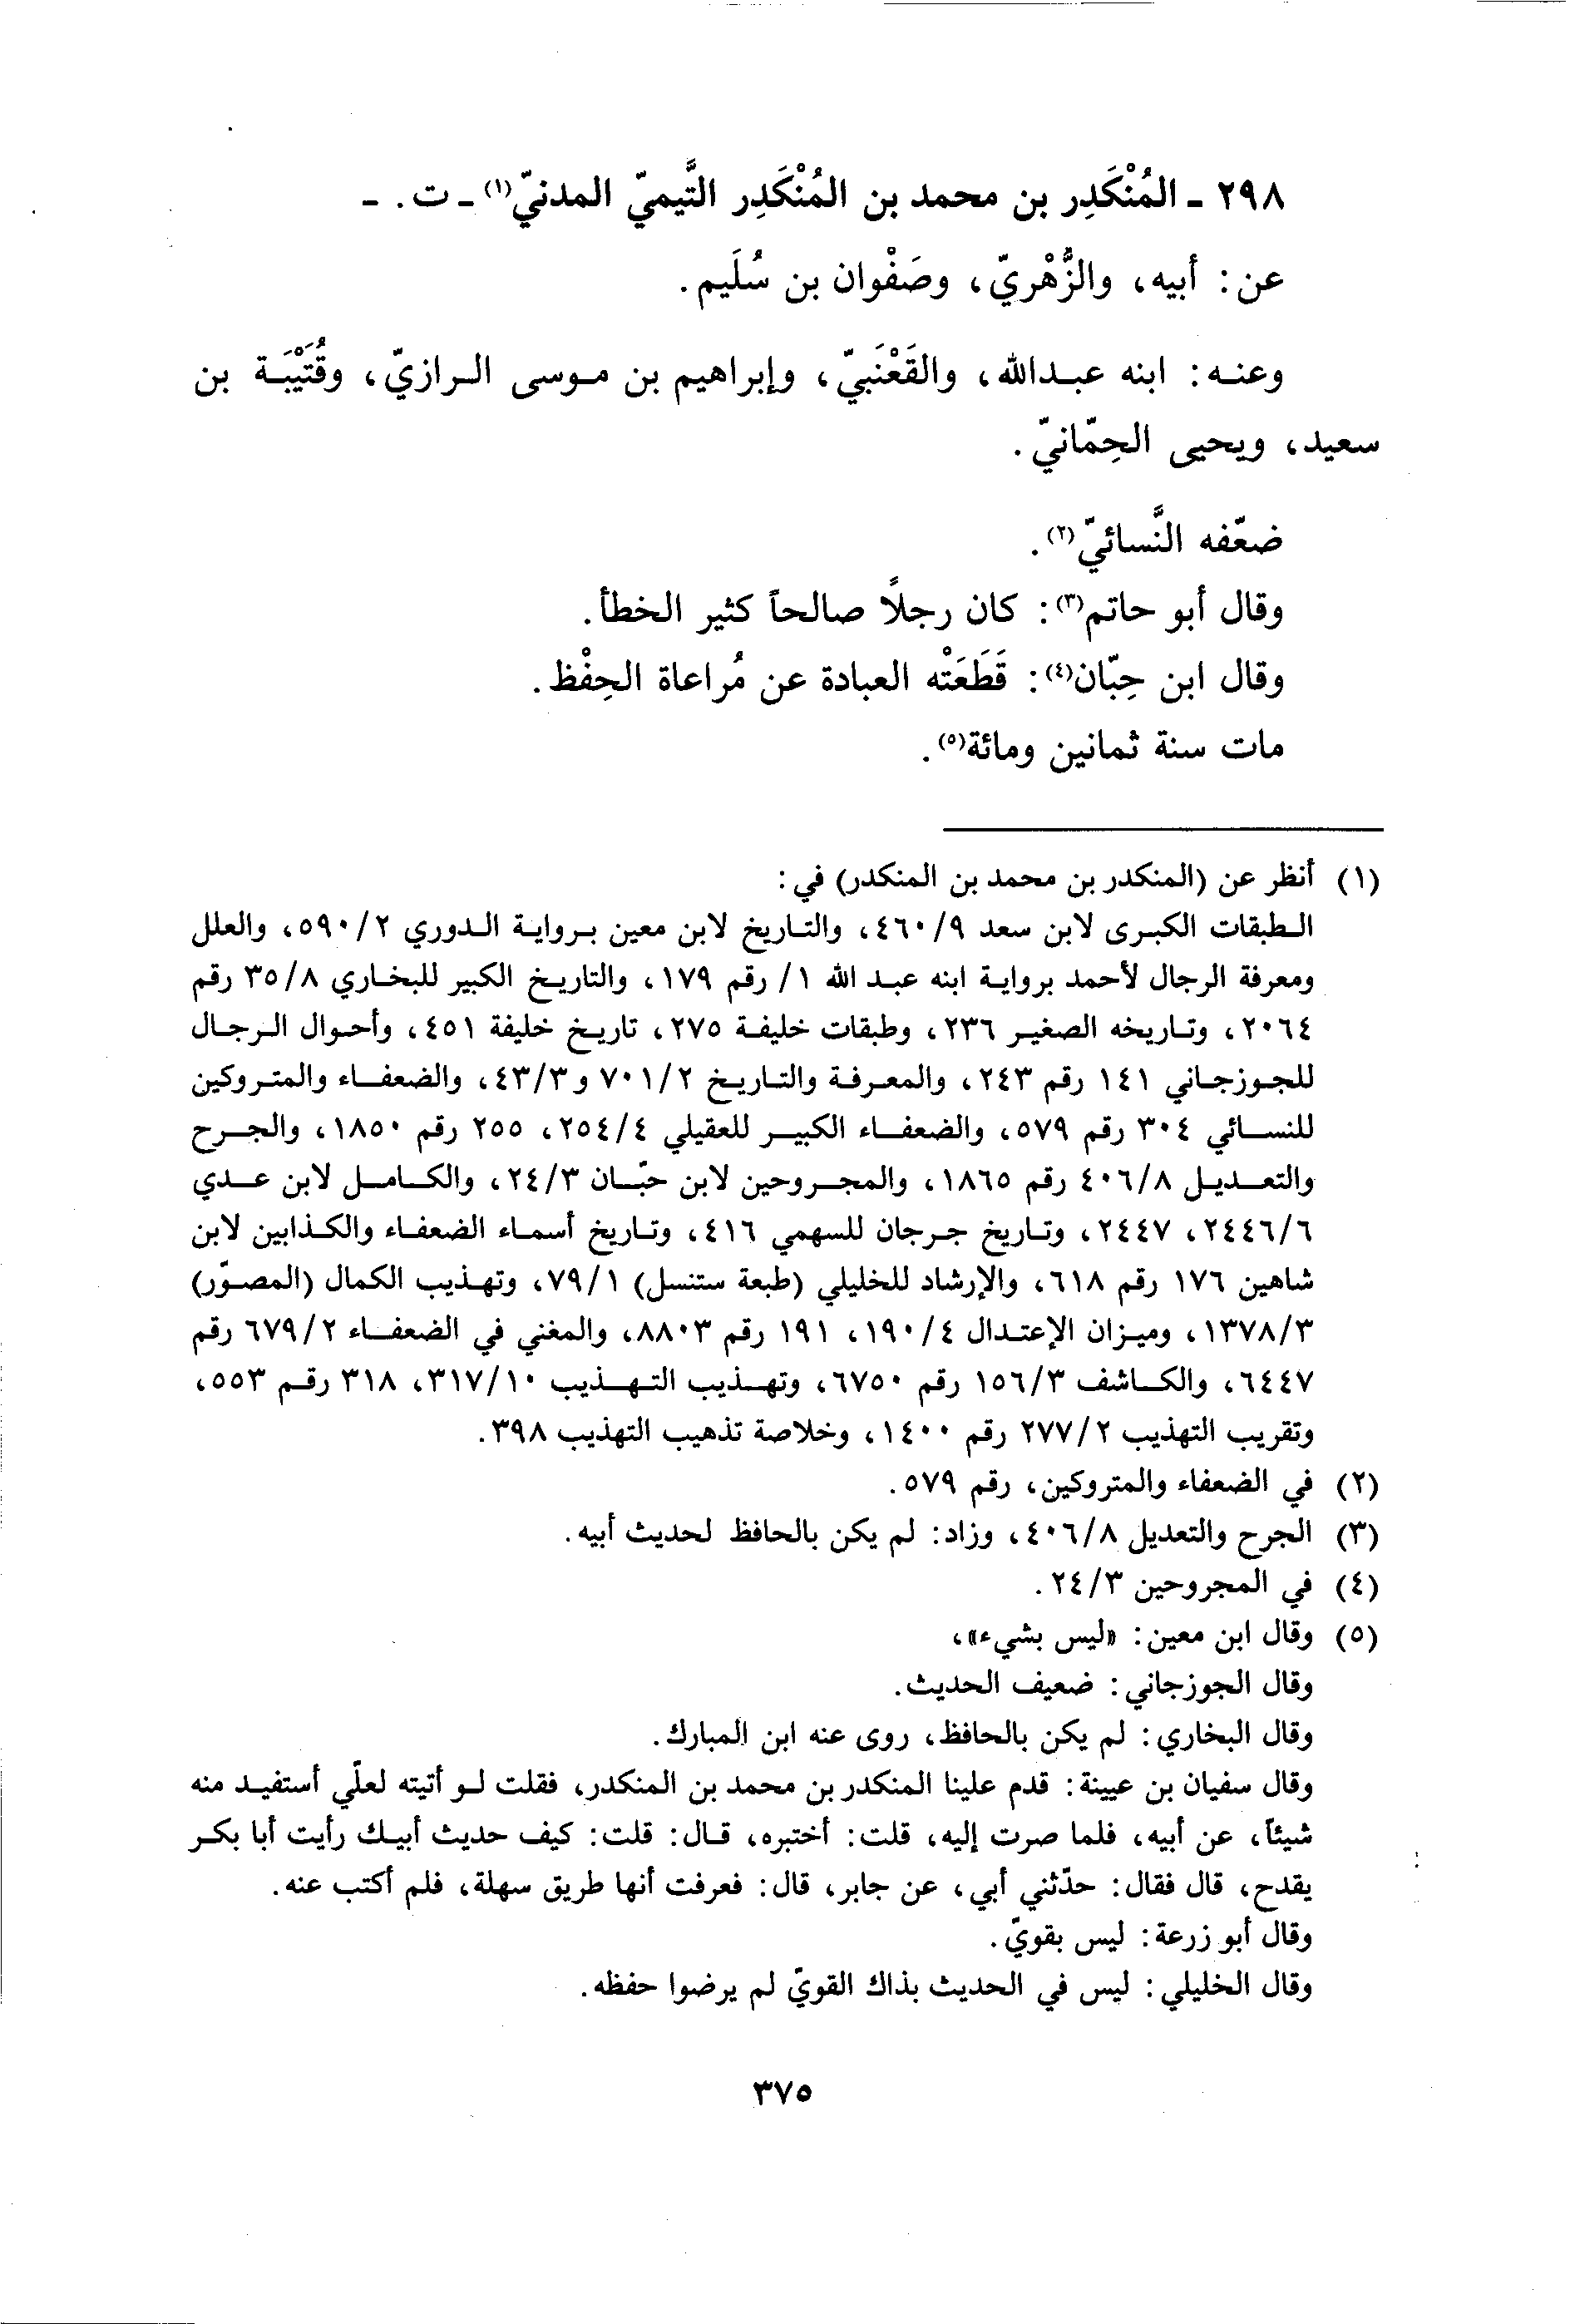 ٢٩٨ ـ المُنْكَدِر بن محمد بن المُنْكَدِر التَّيميّ المدنيّ(١) ـ ت. ـ
عن: أبيه، والزُّهْريّ، وصَفْوان بن سُلَيم.
وعنه: ابنه عبدالله، والقَعْنَبيّ، وإبراهيم بن موسى الرازيّ، وقُتَيْبَة بن
سعيد، ويحيى الحِمّانيّ.
ضعّفه النَّسائيّ(٢).
وقال أبو حاتم(٣): كان رجلاً صالحاً كثير الخطأ.
وقال ابن حِبّان(٤): قَطَعَتْه العبادة عن مُراعاة الحِفْظ.
مات سنة ثمانين ومائة(٥).
(١) أنظر عن (المنكدر بن محمد بن المنكدر) في:
الطبقات الكبرى لابن سعد ٩/ ٤٦٠، والتاريخ لابن معين برواية الدوري ٢/ ٥٩٠، والعلل
ومعرفة الرجال لأحمد برواية ابنه عبد الله ١/ رقم ١٧٩، والتاريخ الكبير للبخاري ٨/ ٣٥ رقم
٢٠٦٤، وتاريخه الصغير ٢٣٦، وطبقات خليفة ٢٧٥، تاريخ خليفة ٤٥١، وأحوال الرجال
للجوزجاني ١٤١ رقم ٢٤٣، والمعرفة والتاريخ ٢/ ٧٠١ و ٣/ ٤٣، والضعفاء والمتروكين
للنسائي ٣٠٤ رقم ٥٧٩، والضعفاء الكبير للعقيلي ٤/ ٢٥٤، ٢٥٥ رقم ١٨٥٠، والجرح
والتعديل ٨/ ٤٠٦ رقم ١٨٦٥، والمجروحين لابن حبّان ٣/ ٢٤، والكامل لابن عدي
٦/ ٢٤٤٦، ٢٤٤٧، وتاريخ جرجان للسهمي ٤١٦، وتاريخ أسماء الضعفاء والكذابين لابن
شاهين ١٧٦ رقم ٦١٨، والإرشاد للخليلي (طبعة ستنسل) ١/ ٧٩، وتهذيب الكمال (المصوّر)
٣/ ١٣٧٨، وميزان الإعتدال ٤/ ١٩٠، ١٩١ رقم ٨٨٠٣، والمغني في الضعفاء ٢/ ٦٧٩ رقم
٦٤٤٧، والكاشف ٣/ ١٥٦ رقم ٦٧٥٠، وتهذيب التهذيب ١٠/ ٣١٧، ٣١٨ رقم ٥٥٣،
وتقريب التهذيب ٢/ ٢٧٧ رقم ١٤٠٠، وخلاصة تذهيب التهذيب ٣٩٨.
(٢) في الضعفاء والمتروكين، رقم ٥٧٩.
(٣) الجرح والتعديل ٨/ ٤٠٦، وزاد: لم يكن بالحافظ لحديث أبيه.
(٤) في المجروحين ٣/ ٢٤.
(٥) وقال ابن معين: «ليس بشيء»،
وقال الجوزجاني: ضعيف الحديث.
وقال البخاري: لم يكن بالحافظ، روى عنه ابن المبارك.
وقال سفيان بن عيينة: قدم علينا المنكدر بن محمد بن المنكدر، فقلت لو أتيته لعلّي أستفيد منه
شيئاً، عن أبيه، فلما صرت إليه، قلت: أختبره، قال: قلت: كيف حديث أبيك رأيت أبا بكر
يقدح، قال فقال: حدّثني أبي، عن جابر، قال: فعرفت أنها طريق سهلة، فلم أكتب عنه.
وقال أبو زرعة: ليس بقويّ.
وقال الخليلي: ليس في الحديث بذاك القويّ لم يرضوا حفظه.
٣٧٥